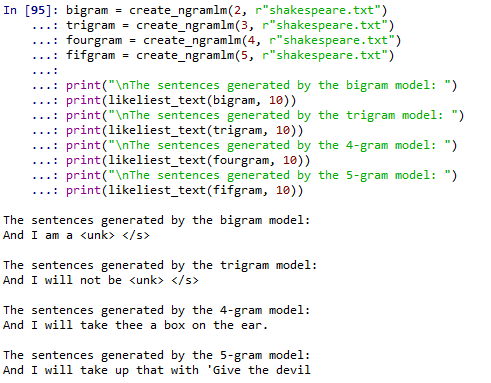 In [95]: bigram = create_ngramlm(2, r"shakespeare.txt")
...: trigram = create_ngramlm(3, r"shakespeare.txt")
...: fourgram = create_ngramlm(4, r"shakespeare.txt")
...: fifgram = create_ngramlm(5, r"shakespeare.txt")
...:
...: print("\nThe sentences generated by the bigram model: ")
...: print(likeliest_text(bigram, 10))
...: print("\nThe sentences generated by the trigram model: ")
...: print(likeliest_text(trigram, 10))
...: print("\nThe sentences generated by the 4-gram model: ")
...: print(likeliest_text(fourgram, 10))
...: print("\nThe sentences generated by the 5-gram model: ")
...: print(likeliest_text(fifgram, 10))
The sentences generated by the bigram model:
And I am a <unk> </s>
The sentences generated by the trigram model:
And I will not be <unk> </s>
The sentences generated by the 4-gram model:
And I will take thee a box on the ear.
The sentences generated by the 5-gram model:
And I will take up that with 'Give the devil